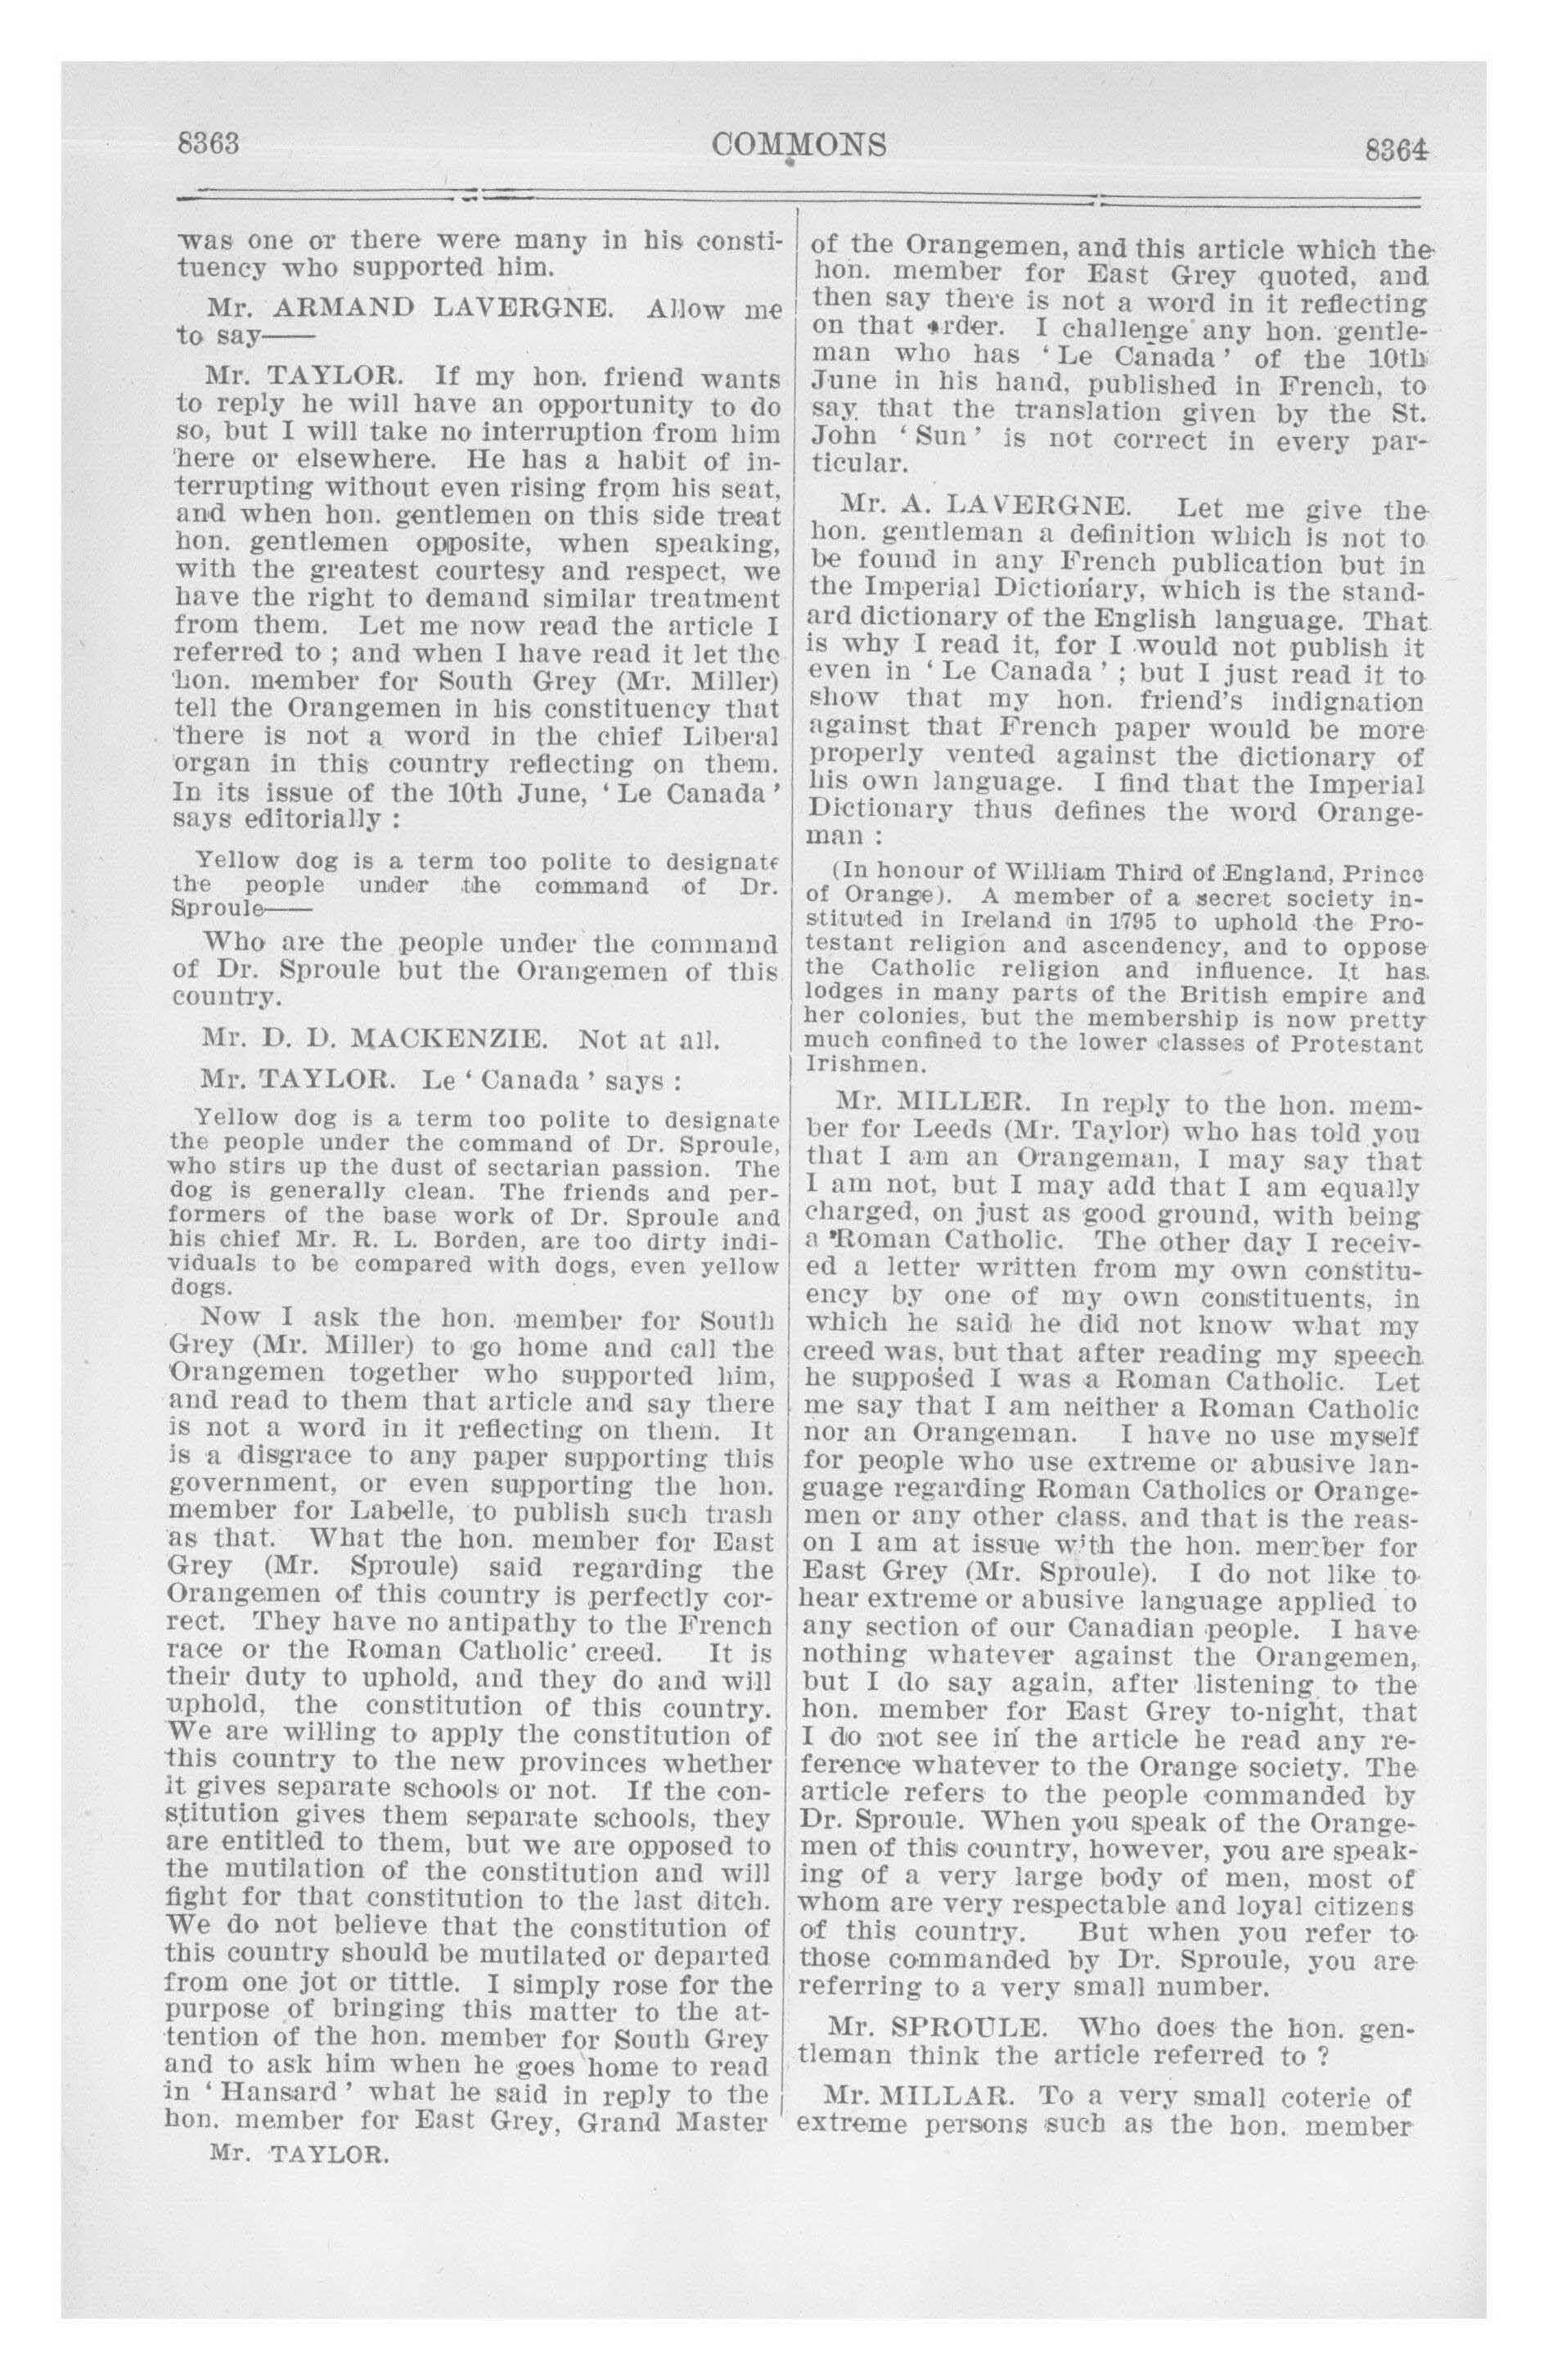 8363
COMMONS
8364
was one or there were many in his consti-
tuency who supported him.
Mr. ARMAND LAVERGNE. Allow me
to say——
Mr. TAYLOR. If my hon. friend wants
to reply he will have an opportunity to do
so, but I will take no interruption from him
here or elsewhere. He has a habit of in-
terrupting without even rising from his seat,
and when hon. gentlemen on this side treat
hon. gentlemen opposite, when speaking,
with the greatest courtesy and respect, we
have the right to demand similar treatment
from them. Let me now read the article I
referred to ; and when I have read it let the
hon. member for South Grey (Mr. Miller)
tell the Orangemen in his constituency that
there is not a word in the chief Liberal
organ in this country reflecting on them.
In its issue of the 10th June, ‘ Le Canada ’
says editorially :
Yellow dog is a term too polite to designate
the people under the command of Dr.
Sproule——
Who are the people under the command
of Dr. Sproule but the Orangemen of this
country.
Mr. D. D. MACKENZIE. Not at all.
Mr. TAYLOR. Le ‘ Canada ’ says :
Yellow dog is a term too polite to designate
the people under the command of Dr. Sproule,
who stirs up the dust of sectarian passion. The
dog is generally clean. The friends and per-
formers of the base work of Dr. Sproule and
his chief Mr. R. L. Borden, are too dirty indi-
viduals to be compared with dogs, even yellow
dogs.
Now I ask the hon. member for South
Grey (Mr. Miller) to go home and call the
Orangemen together who supported him,
and read to them that article and say there
is not a word in it reflecting on them. It
is a disgrace to any paper supporting this
government, or even supporting the hon.
member for Labelle, to publish such trash
as that. What the hon. member for East
Grey (Mr. Sproule) said regarding the
Orangemen of this country is perfectly cor-
rect. They have no antipathy to the French
race or the Roman Catholic creed. It is
their duty to uphold, and they do and will
uphold, the constitution of this country.
We are willing to apply the constitution of
this country to the new provinces whether
it gives separate schools or not. If the con-
stitution gives them separate schools, they
are entitled to them, but we are opposed to
the mutilation of the constitution and will
fight for that constitution to the last ditch.
We do not believe that the constitution of
this country should be mutilated or departed
from one jot or tittle. I simply rose for the
purpose of bringing this matter to the at-
tention of the hon. member for South Grey
and to ask him when he goes home to read
in ‘ Hansard ’ what he said in reply to the
hon. member for East Grey, Grand Master
Mr. TAYLOR.
of the Orangemen, and this article which the
hon. member for East Grey quoted, and
then say there is not a word in it reflecting
on that order. I challenge any hon. gentle-
man who has ‘ Le Canada ’ of the 10th
June in his hand, published in French, to
say that the translation given by the St.
John ‘ Sun ’ is not correct in every par-
ticular.
Mr. A. LAVERGNE. Let me give the
hon. gentleman a definition which is not to
be found in any French publication but in
the Imperial Dictionary, which is the stand-
ard dictionary of the English language. That
is why I read it, for I would not publish it
even in ‘ Le Canada ’ ; but I just read it to
show that my hon. friend's indignation
against that French paper would be more
properly vented against the dictionary of
his own language. I find that the Imperial
Dictionary thus defines the word Orange-
man :
(In honour of William Third of England, Prince
of Orange). A member of a secret society in-
stituted in Ireland in 1795 to uphold the Pro-
testant religion and ascendency, and to oppose
the Catholic religion and influence. It has
lodges in many parts of the British empire and
her colonies, but the membership is now pretty
much confined to the lower classes of Protestant
Irishmen.
Mr. MILLER. In reply to the hon. mem-
ber for Leeds (Mr. Taylor) who has told you
that I am an Orangeman, I may say that
I am not, but I may add that I am equally
charged, on just as good ground, with being
a Roman Catholic. The other day I receiv-
ed a letter written from my own constitu-
ency by one of my own constituents, in
which he said he did not know what my
creed was, but that after reading my speech
he supposed I was a Roman Catholic. Let
me say that I am neither a Roman Catholic
nor an Orangeman. I have no use myself
for people who use extreme or abusive lan-
guage regarding Roman Catholics or Orange-
men or any other class, and that is the reas-
on I am at issue with the hon. member for
East Grey (Mr. Sproule). I do not like to
hear extreme or abusive language applied to
any section of our Canadian people. I have
nothing whatever against the Orangemen,
but I do say again, after listening to the
hon. member for East Grey to-night, that
I do not see in the article he read any re-
ference whatever to the Orange society. The
article refers to the people commanded by
Dr. Sproule. When you speak of the Orange-
men of this country, however, you are speak-
ing of a very large body of men, most of
whom are very respectable and loyal citizens
of this country. But when you refer to
those commanded by Dr. Sproule, you are
referring to a very small number.
Mr. SPROULE. Who does the hon. gen-
tleman think the article referred to ?
Mr. MILLAR. To a very small coterie of
extreme persons such as the hon. member